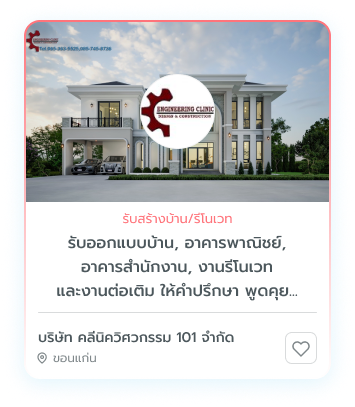 ENGINEERING CLINIC
DESIGN & CONSTRUCTION
รับสร้างบ้าน/รีโนเวท
รับออกแบบบ้าน, อาคารพาณิชย์,
อาคารสำนักงาน, งานรีโนเวท
และงานต่อเติม ให้คำปรึกษา พูดคุย...
บริษัท คลีนิควิศวกรรม 101 จำกัด
ขอนแก่น